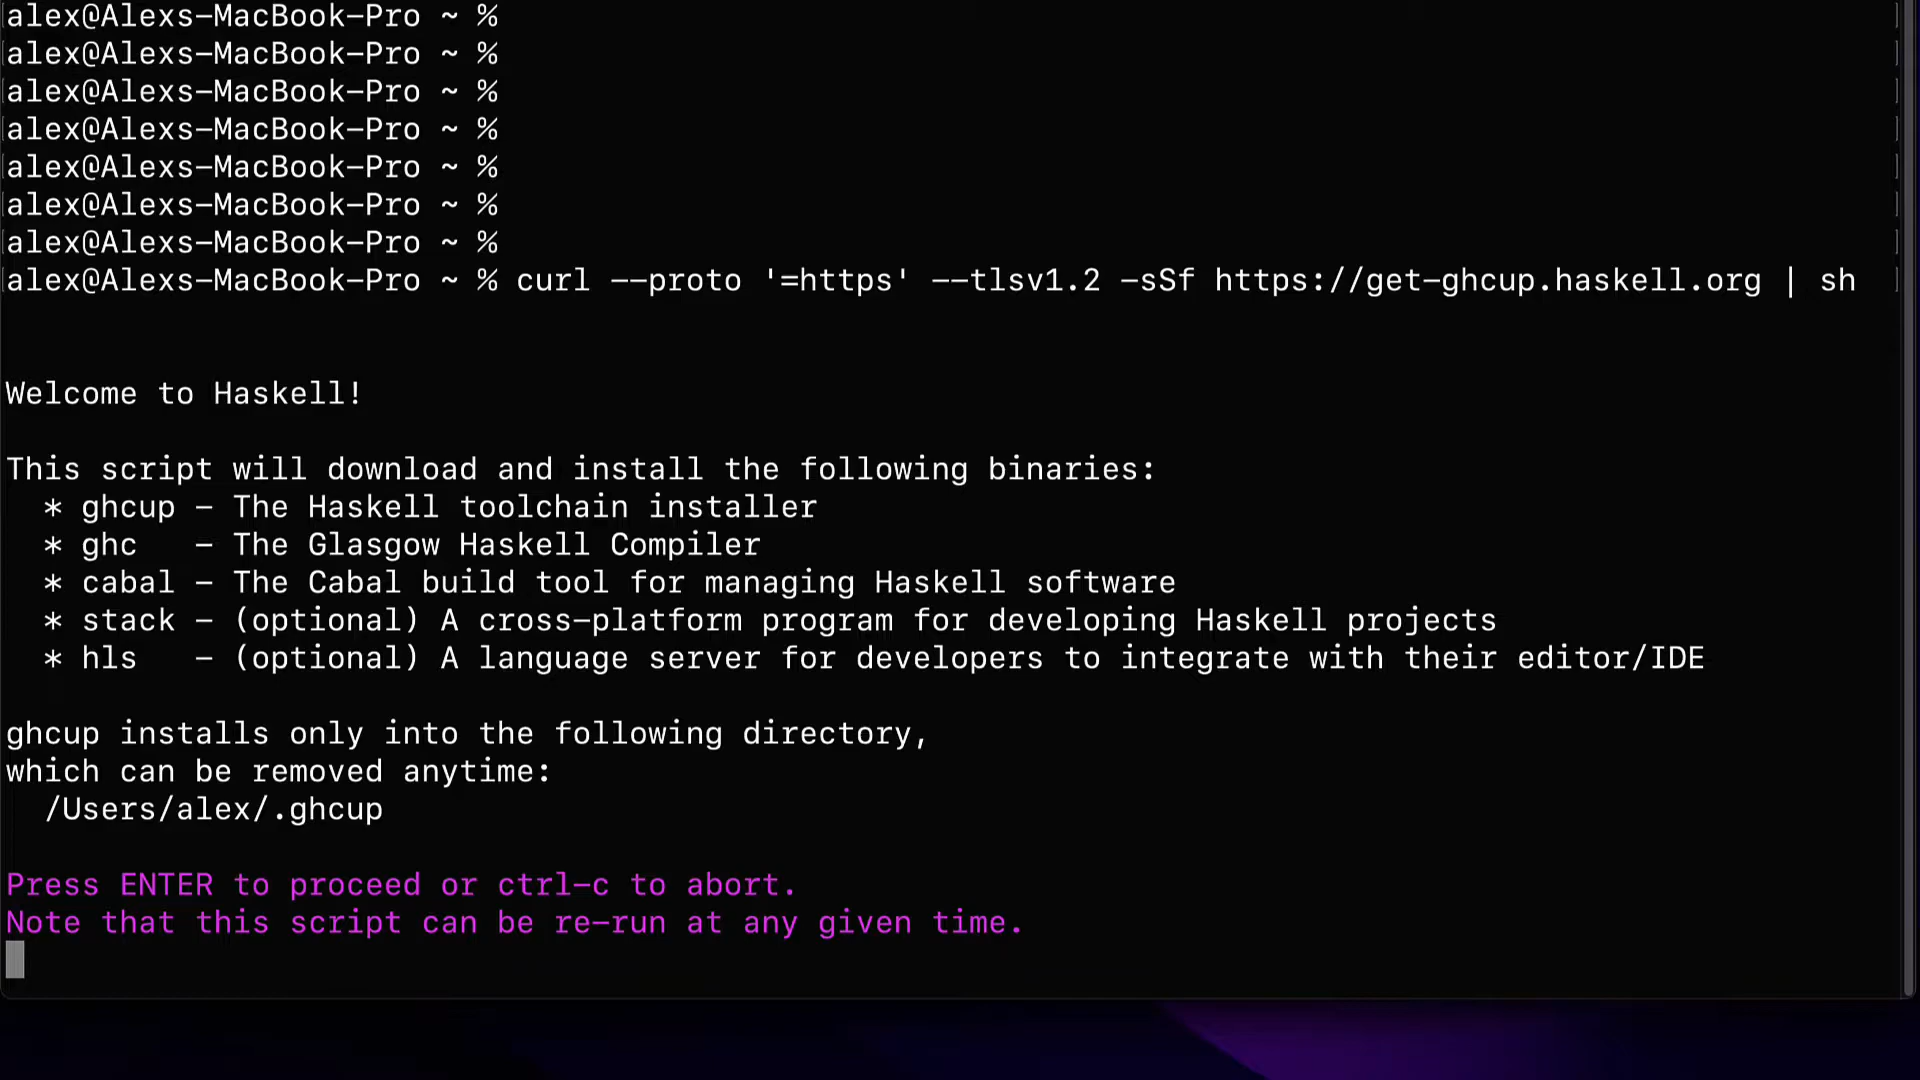 alex@Alexs-MacBook-Pro ~ %
alex@Alexs-MacBook-Pro ~ %
alex@Alexs-MacBook-Pro ~ %
alex@Alexs-MacBook-Pro ~ %
alex@Alexs-MacBook-Pro ~ %
alex@Alexs-MacBook-Pro ~ %
alex@Alexs-MacBook-Pro ~ %
alex@Alexs-MacBook-Pro ~ % curl --proto '=https' --tlsv1.2 -sSf https://get-ghcup.haskell.org | sh
Welcome to Haskell!
This script will download and install the following binaries:
* ghcup - The Haskell toolchain installer
* ghc - The Glasgow Haskell Compiler
* cabal - The Cabal build tool for managing Haskell software
* stack - (optional) A cross-platform program for developing Haskell projects
* hls - (optional) A language server for developers to integrate with their editor/IDE
ghcup installs only into the following directory,
which can be removed anytime:
/Users/alex/.ghcup
Press ENTER to proceed or ctrl-c to abort.
Note that this script can be re-run at any given time.